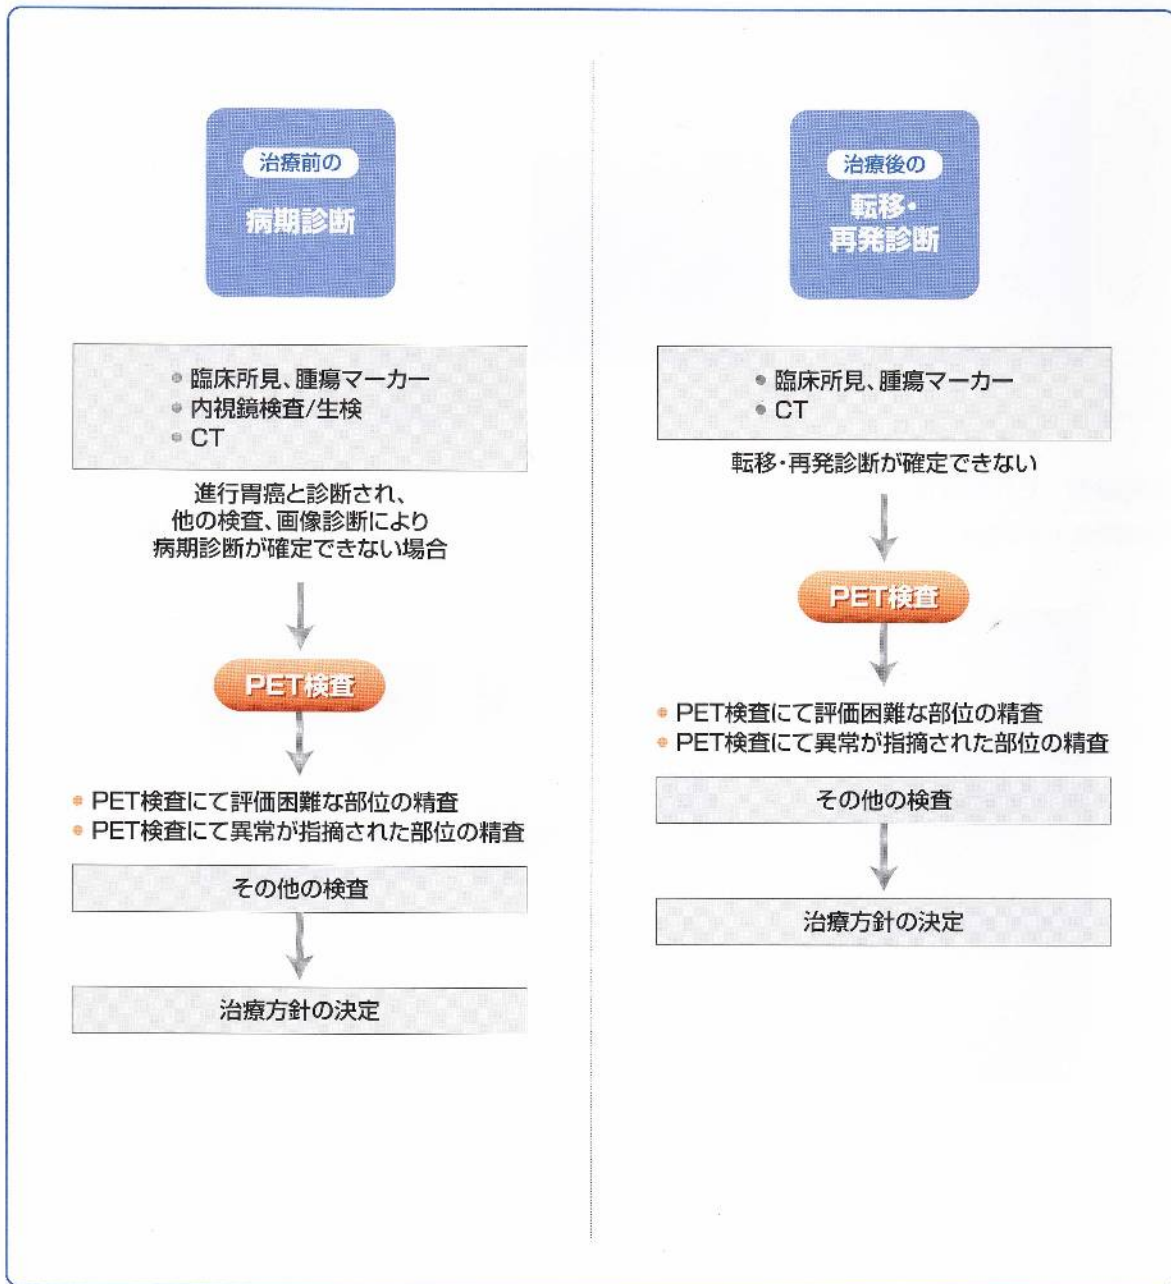 治療前の
病期診断
• 臨床所見、腫瘍マーカー
• 内視鏡検査/生検
• CT
進行胃癌と診断され、
他の検査、画像診断により
病期診断が確定できない場合
PET検査
• PET検査にて評価困難な部位の精査
• PET検査にて異常が指摘された部位の精査
その他の検査
治療方針の決定
治療後の
転移・
再発診断
• 臨床所見、腫瘍マーカー
• CT
転移・再発診断が確定できない
PET検査
• PET検査にて評価困難な部位の精査
• PET検査にて異常が指摘された部位の精査
その他の検査
治療方針の決定